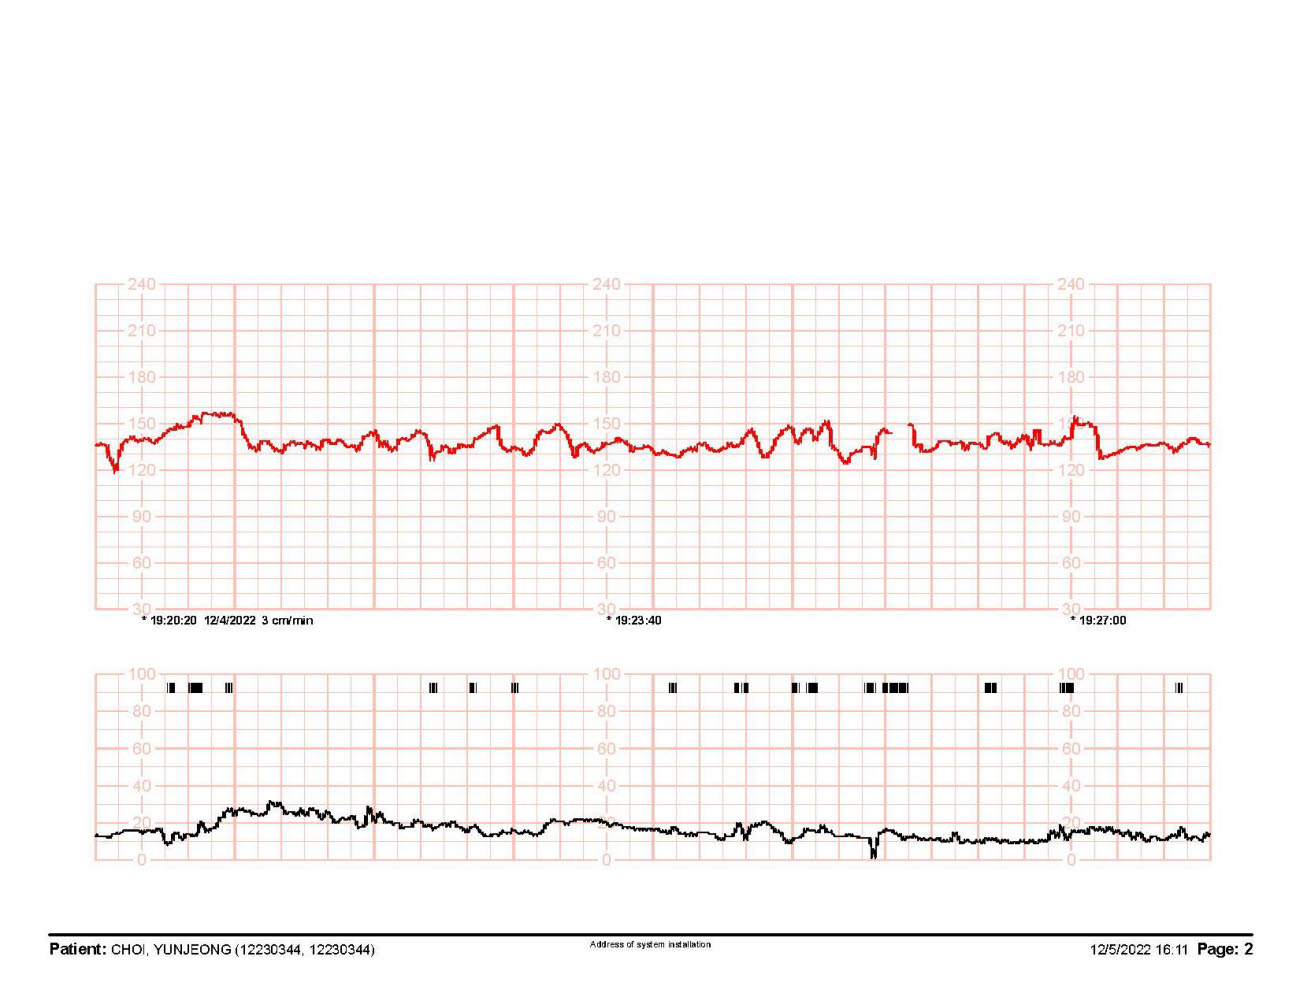 240 240 240
210 210 210
180 180 180
150 150 150
120 120 120
90 90 90
60 60 60
30 30
* 19:20:20 12/4/2022 3 cm/min * 19:23:40 * 19:27:00
100 100 100
80 80 80
60 60 60
40 40 40
20 20 20
0 0 0
Patient: CHOI, YUNJEONG (12230344, 12230344) Address of system installation 12/5/2022 16:11 Page: 2